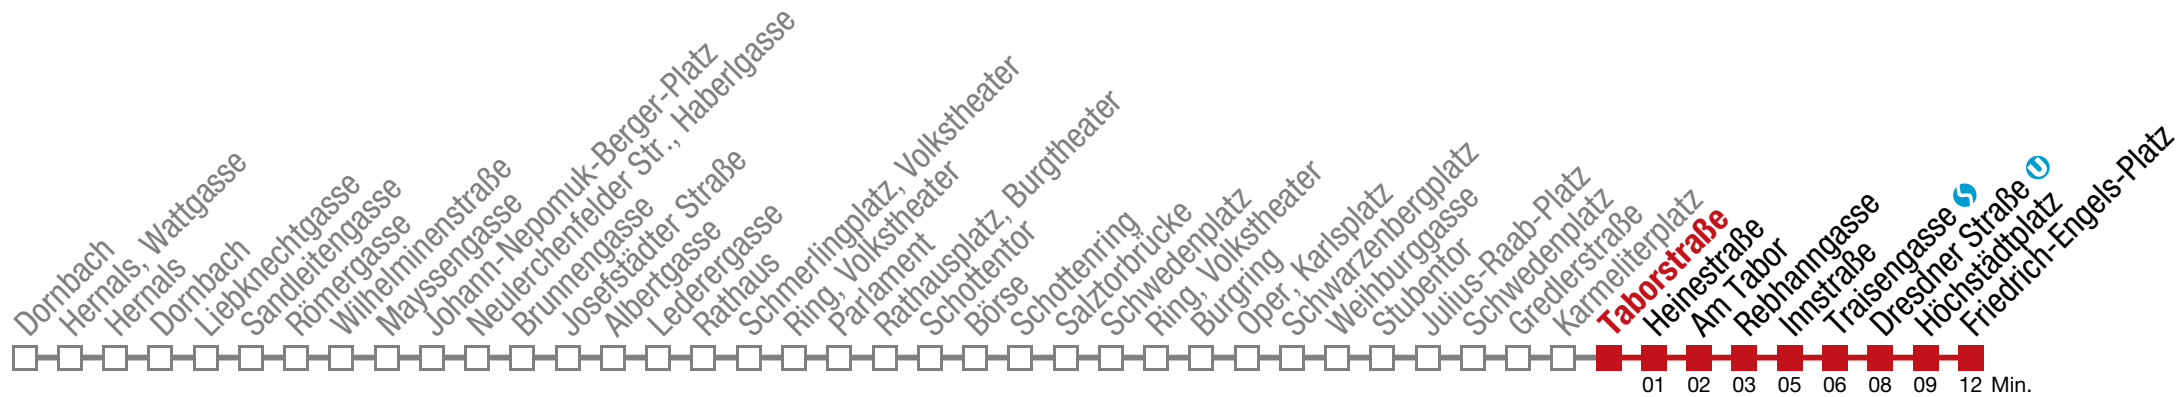 Dornbach
Hernals, Wattgasse
Hernals
Dornbach
Liebknechtgasse
Sandleitengasse
Römergasse
Wilhelminenstraße
Mayssengasse
Johann-Nepomuk-Berger-Platz
Neulerchenfelder Str., Haberlgasse
Brunnengasse
Josefstädter Straße
Albertgasse
Lederergasse
Rathaus
Schmerlingplatz, Volkstheater
Ring, Volkstheater
Parlament
Rathausplatz, Burgtheater
Schottentor
Börse
Schottenring
Salztorbrücke
Schwedenplatz
Ring, Volkstheater
Burgring
Oper, Karlsplatz
Schwarzenbergplatz
Weihburggasse
Stubentor
Julius-Raab-Platz
Schwedenplatz
Gredlerstraße
Karmeliterplatz
Taborstraße
Heinestraße
Am Tabor
Rebhanngasse
Innstraße
Traisengasse S
Dresdner Straße U
Höchstädtplatz
Friedrich-Engels-Platz
01 02 03 05 06 08 09 12 Min.